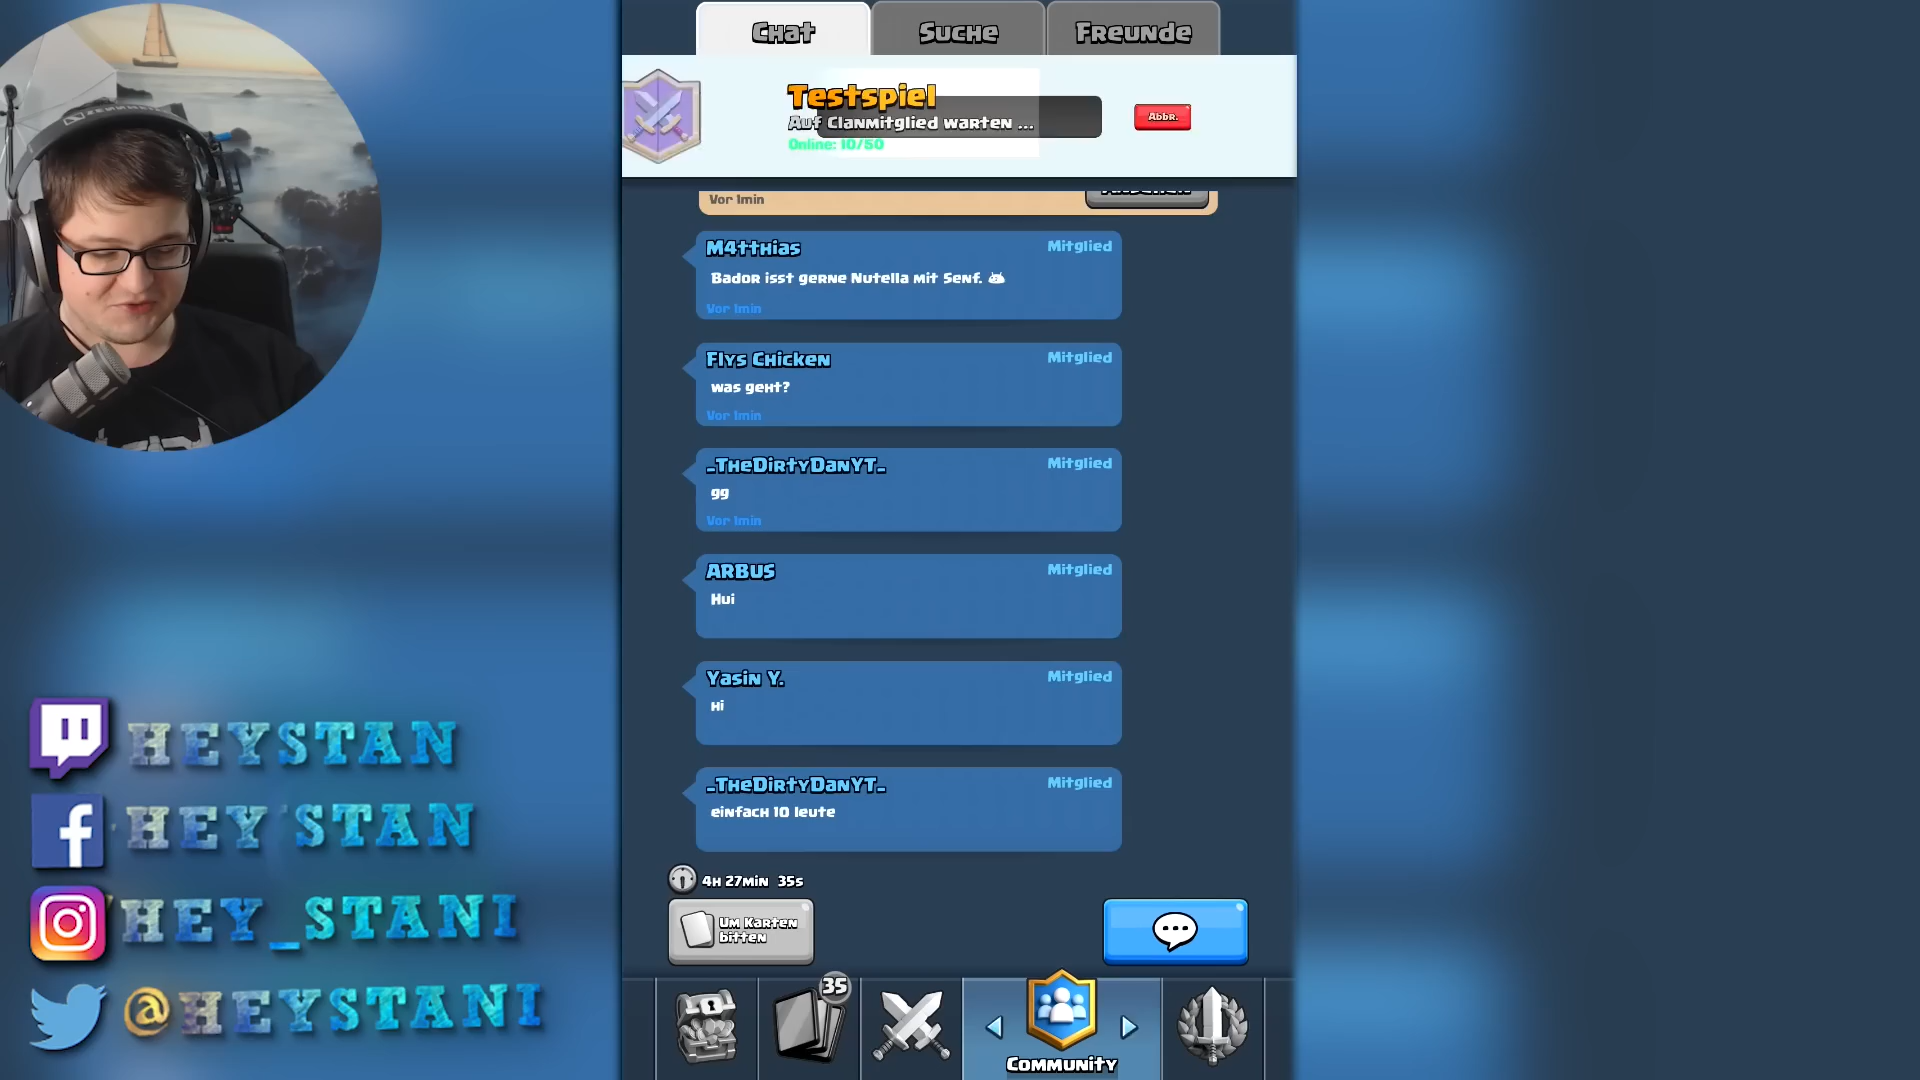 Chat
Suche
Freunde
Testspiel
Auf Clanmitglied warten ...
Abbr.
Online: 10/50
Vor 1min
M4tthias
Mitglied
Bador isst gerne Nutella mit Senf.
Vor 1min
Flys Chicken
Mitglied
was geht?
Vor 1min
_TheDirtyDanYT_
Mitglied
gg
Vor 1min
ARBUS
Mitglied
Hui
Yasin Y.
Mitglied
Hi
_TheDirtyDanYT_
Mitglied
einfach 10 leute
4h 27min 35s
Um Karten
bitten
35
Community
HEYSTAN
HEY STAN
HEY_STANI
@HEYSTANI